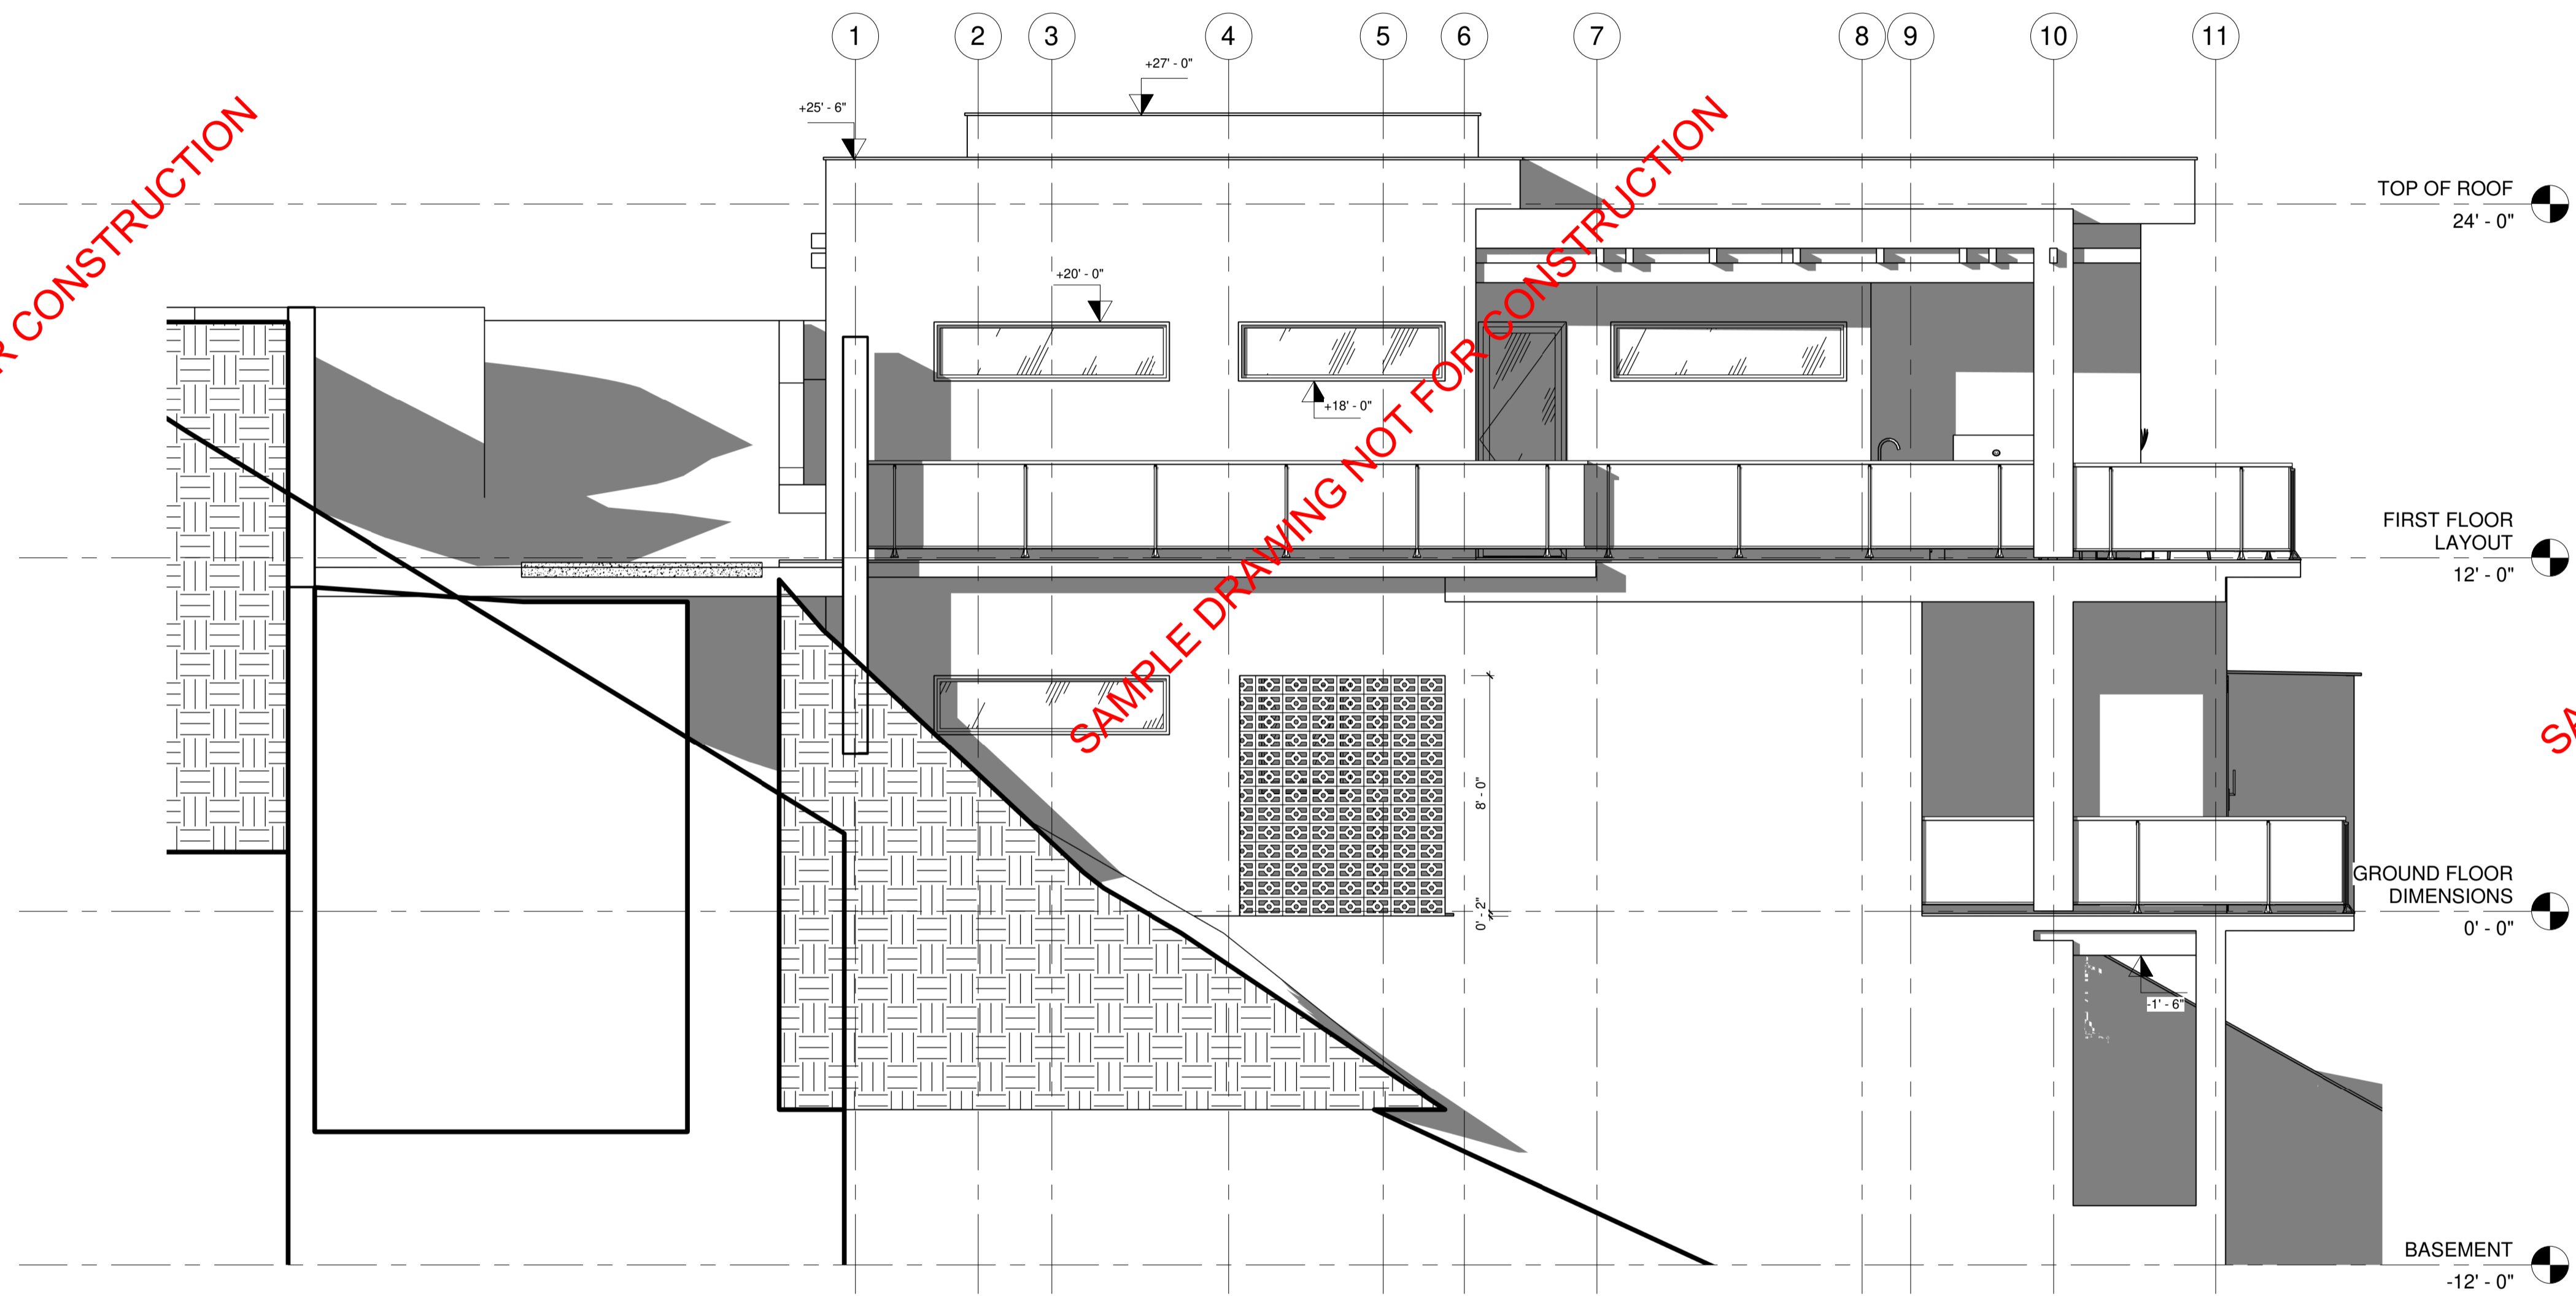 1 2 3 4 5 6 7 8 9 10 11
+27' - 0"
+25' - 6"
CONSTRUCTION
SAMPLE DRAWING NOT FOR CONSTRUCTION
TOP OF ROOF
24' - 0"
+20' - 0"
+18' - 0"
FIRST FLOOR
LAYOUT
12' - 0"
8' - 0"
0' - 2"
GROUND FLOOR
DIMENSIONS
0' - 0"
-1' - 6"
BASEMENT
-12' - 0"